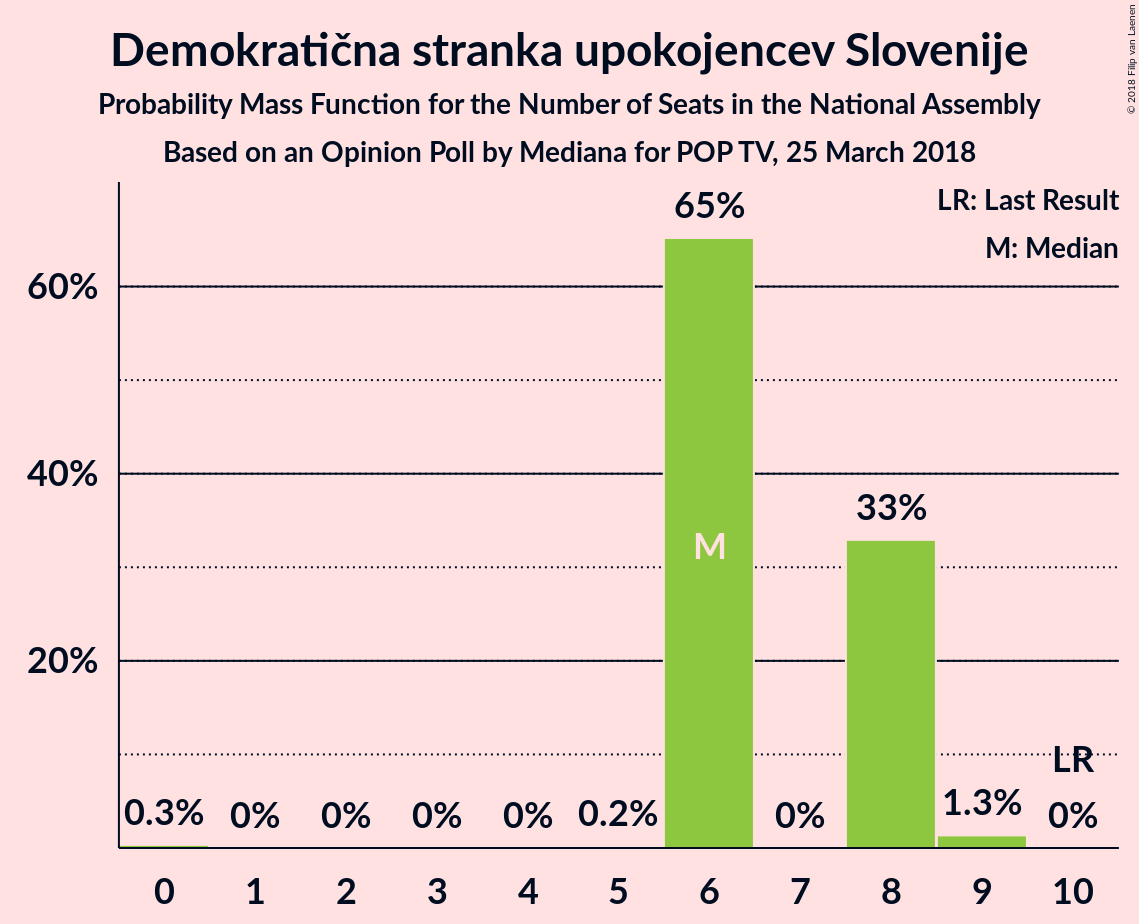 Demokratična stranka upokojencev Slovenije
Probability Mass Function for the Number of Seats in the National Assembly
Based on an Opinion Poll by Mediana for POP TV, 25 March 2018
© 2018 Filip van Laenen
LR: Last Result
M: Median
65%
60%
40%
33%
M
20%
LR
0.3% 0% 0% 0% 0% 0.2% 0% 1.3% 0%
0 1 2 3 4 5 6 7 8 9 10